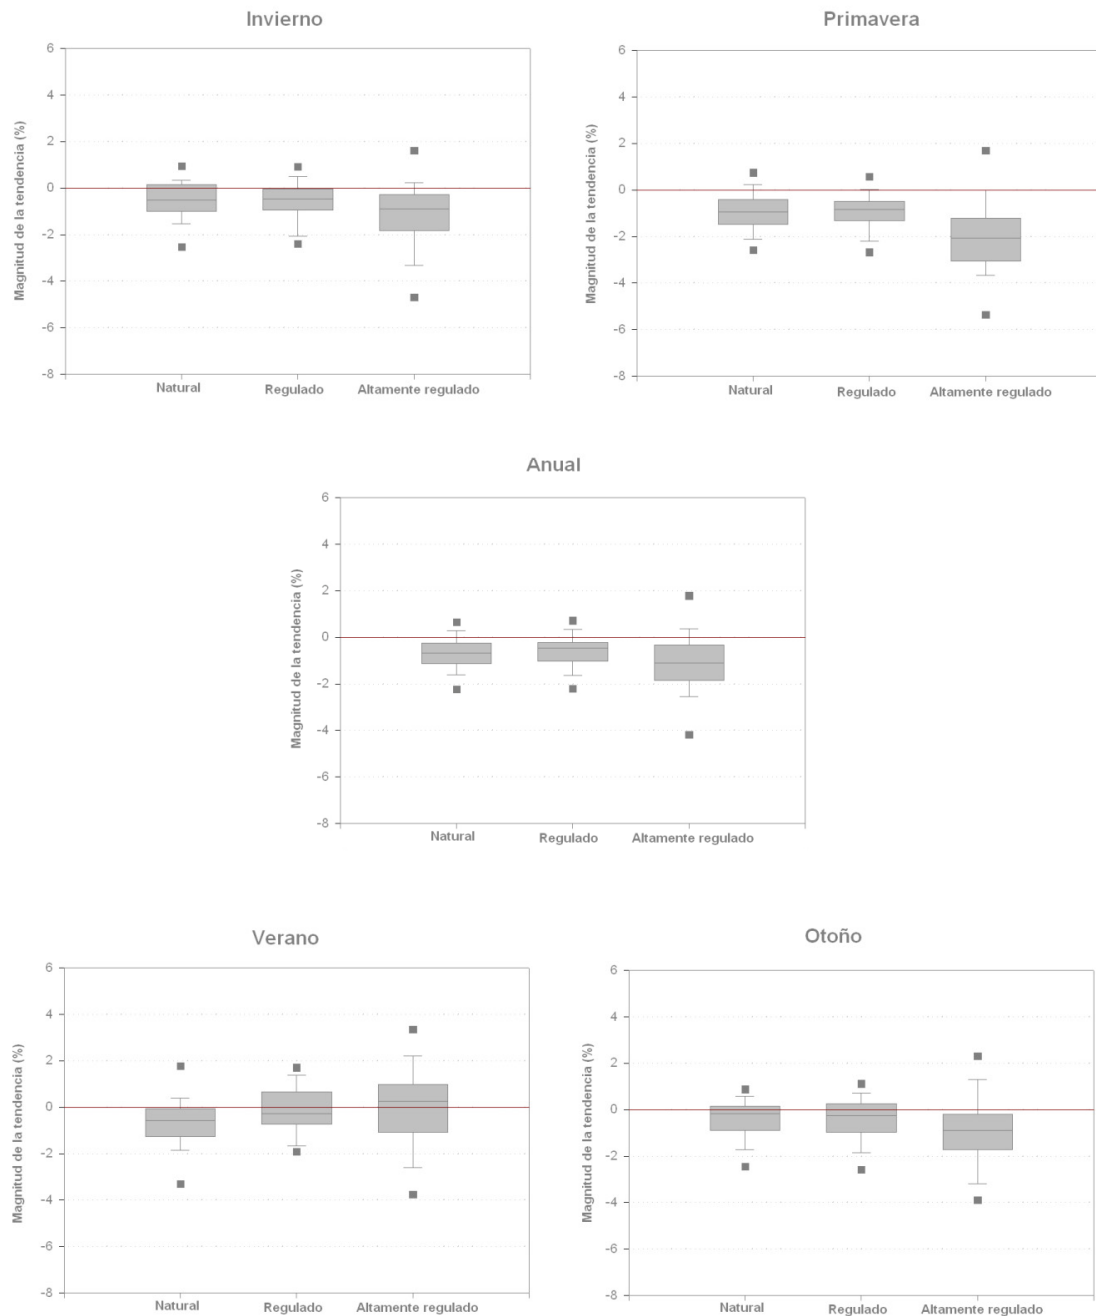 Invierno
Magnitud de la tendencia (%)
6
4
2
0
-2
-4
-6
-8
Natural
Regulado
Altamente regulado
Primavera
Magnitud de la tendencia (%)
6
4
2
0
-2
-4
-6
-8
Natural
Regulado
Altamente regulado
Anual
Magnitud de la tendencia (%)
6
4
2
0
-2
-4
-6
-8
Natural
Regulado
Altamente regulado
Verano
Magnitud de la tendencia (%)
6
4
2
0
-2
-4
-6
-8
Natural
Regulado
Altamente regulado
Otoño
Magnitud de la tendencia (%)
6
4
2
0
-2
-4
-6
-8
Natural
Regulado
Altamente regulado